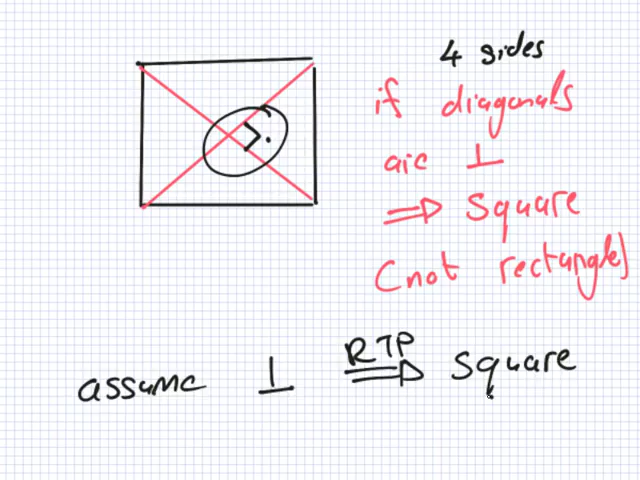 4 sides
if diagonals
are ⊥
⇒ square
(not rectangle)
assume ⊥ RTP ⇒ square